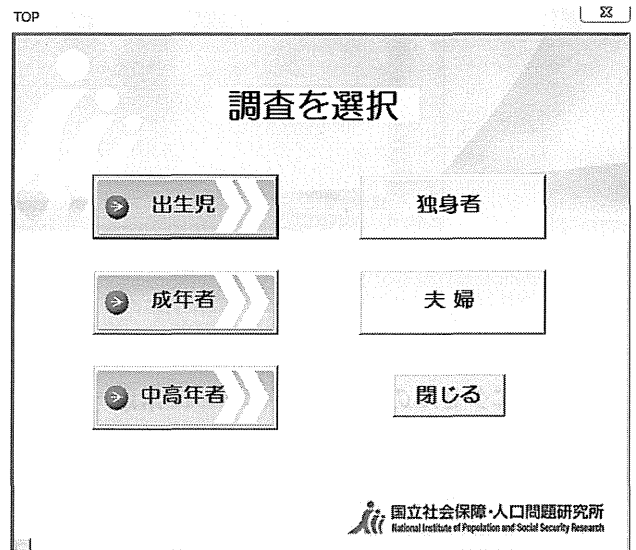 TOP
調査を選択
出生児
独身者
成年者
夫婦
中高年者
閉じる
国立社会保障・人口問題研究所
National Institute of Population and Social Security Research